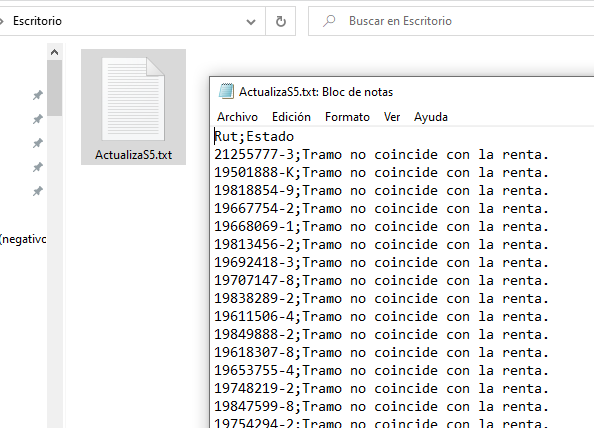 Escritorio
Buscar en Escritorio
ActualizaS5.txt
(negativo
ActualizaS5.txt: Bloc de notas
Archivo Edición Formato Ver Ayuda
Rut;Estado
21255777-3;Tramo no coincide con la renta.
19501888-K;Tramo no coincide con la renta.
19818854-9;Tramo no coincide con la renta.
19667754-2;Tramo no coincide con la renta.
19668069-1;Tramo no coincide con la renta.
19813456-2;Tramo no coincide con la renta.
19692418-3;Tramo no coincide con la renta.
19707147-8;Tramo no coincide con la renta.
19838289-2;Tramo no coincide con la renta.
19611506-4;Tramo no coincide con la renta.
19849888-2;Tramo no coincide con la renta.
19618307-8;Tramo no coincide con la renta.
19653755-4;Tramo no coincide con la renta.
19748219-2;Tramo no coincide con la renta.
19847599-8;Tramo no coincide con la renta.
19754294-2;Tramo no coincide con la renta.